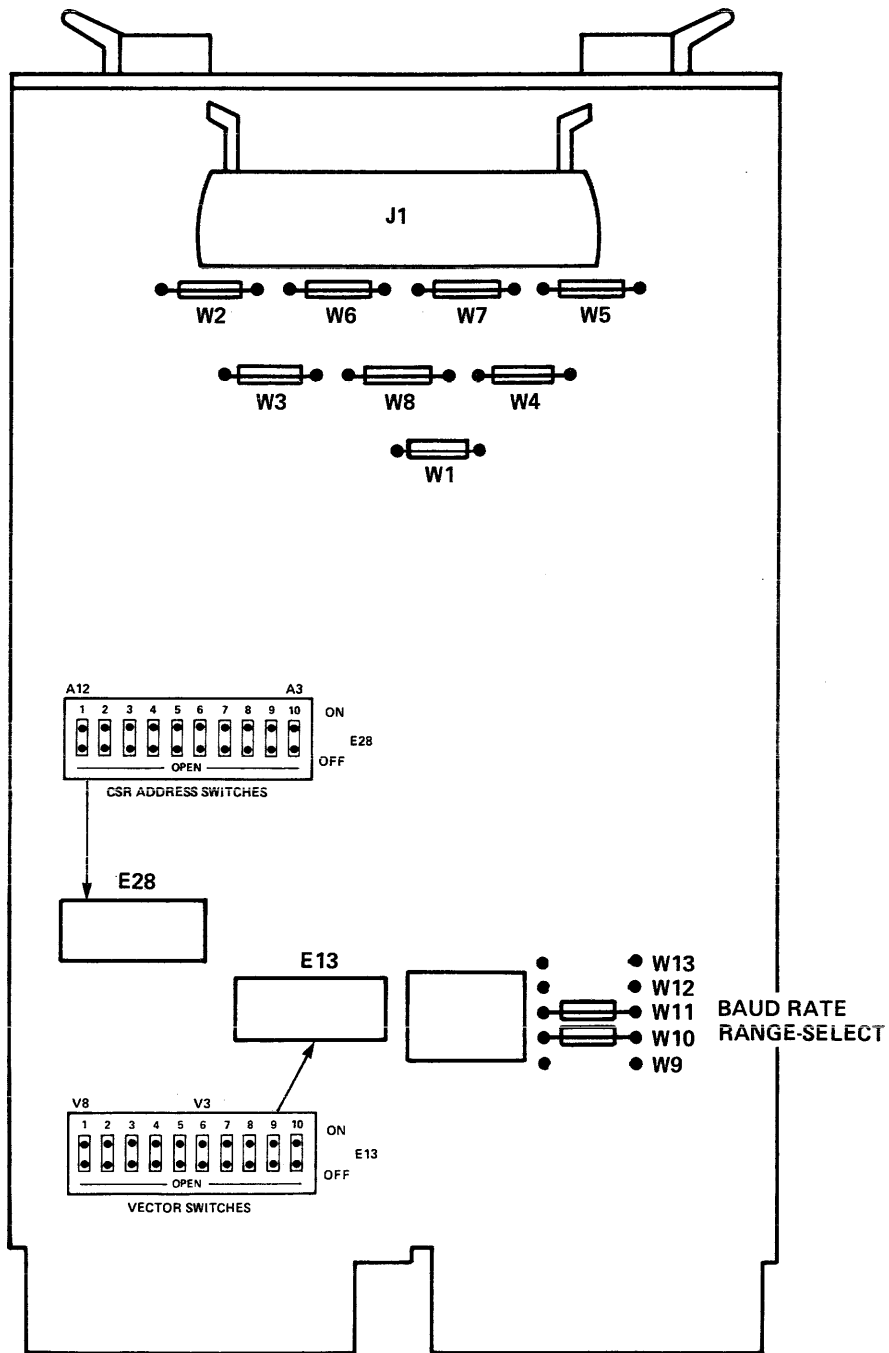 J1
W2 W6 W7 W5
W3 W8 W4
W1
A12 A3
1 2 3 4 5 6 7 8 9 10 ON
E28
OPEN OFF
CSR ADDRESS SWITCHES
E28
E13
W13
W12
W11 BAUD RATE
W10 RANGE-SELECT
W9
V8 V3
1 2 3 4 5 6 7 8 9 10 ON
E13
OPEN OFF
VECTOR SWITCHES